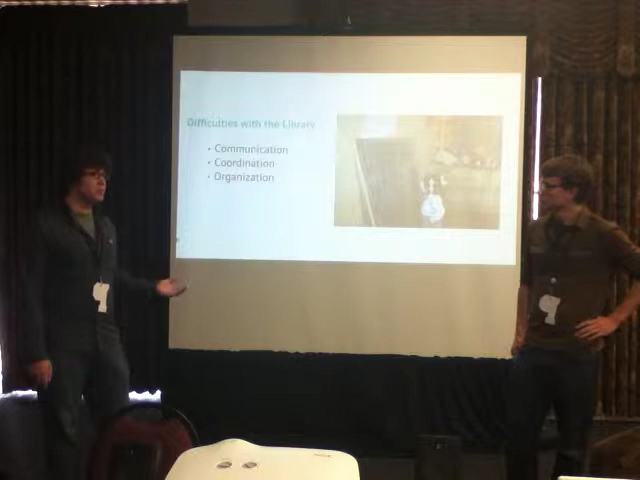 Difficulties with the Library
• Communication
• Coordination
• Organization